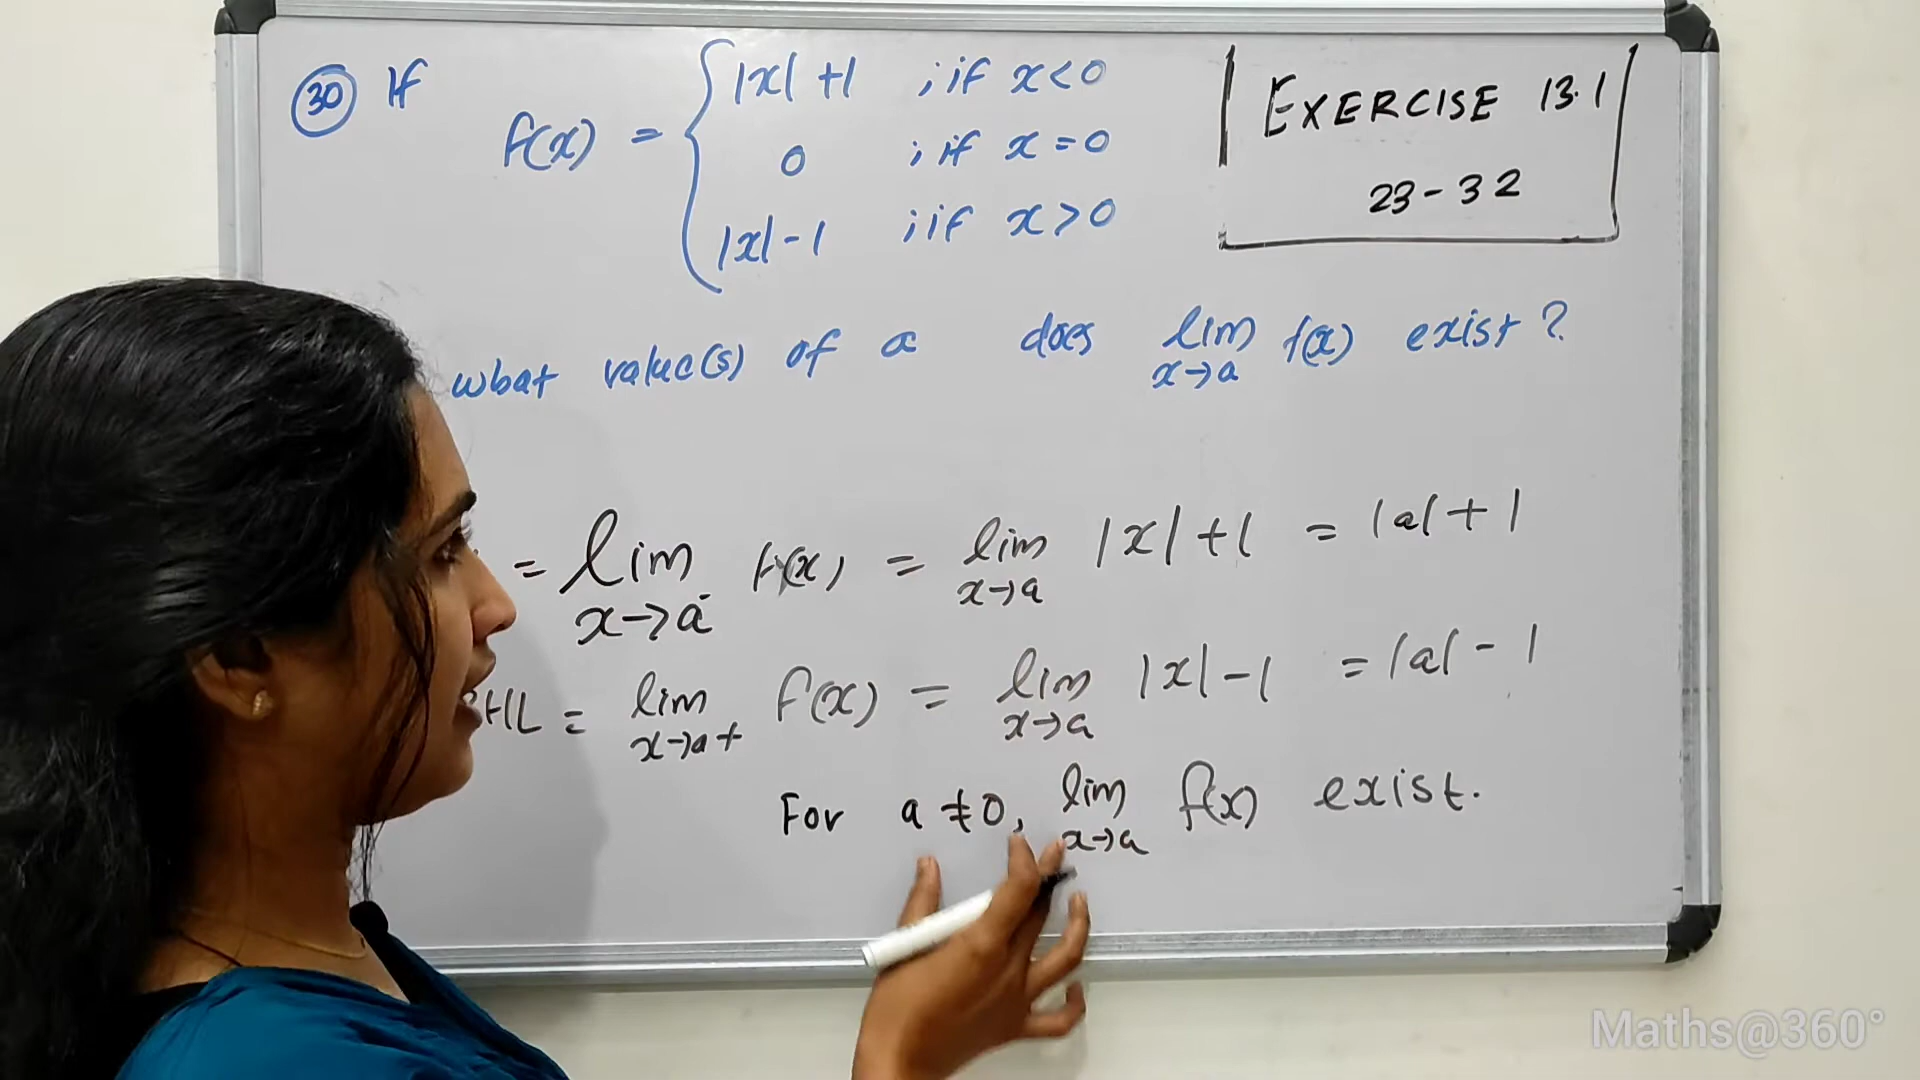 30 If
f(x) = { |x| + 1 ; if x < 0
0 ; if x = 0
|x| - 1 ; if x > 0
EXERCISE 13.1
23 - 32
what value(s) of a does lim x→a f(x) exist?
= lim x→a⁻ f(x) = lim x→a |x| + 1 = |a| + 1
HL = lim x→a+ f(x) = lim x→a |x| - 1 = |a| - 1
For a ≠ 0, lim x→a f(x) exist.
Maths@360°